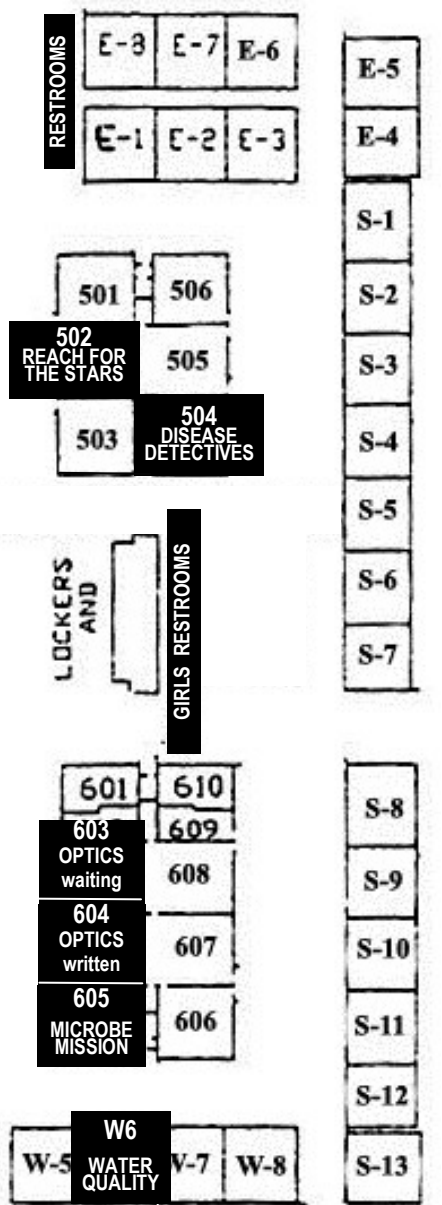 RESTROOMS
E-8 E-7 E-6
E-5
E-1 E-2 E-3
E-4
S-1
S-2
S-3
S-4
S-5
S-6
S-7
501 506
502
REACH FOR
THE STARS
505
503
504
DISEASE
DETECTIVES
LOCKERS
AND
GIRLS RESTROOMS
601 610
609
603
OPTICS
waiting
608
604
OPTICS
written
607
605
MICROBE
MISSION
606
S-8
S-9
S-10
S-11
S-12
S-13
W-5
W6
WATER
QUALITY
W-7 W-8